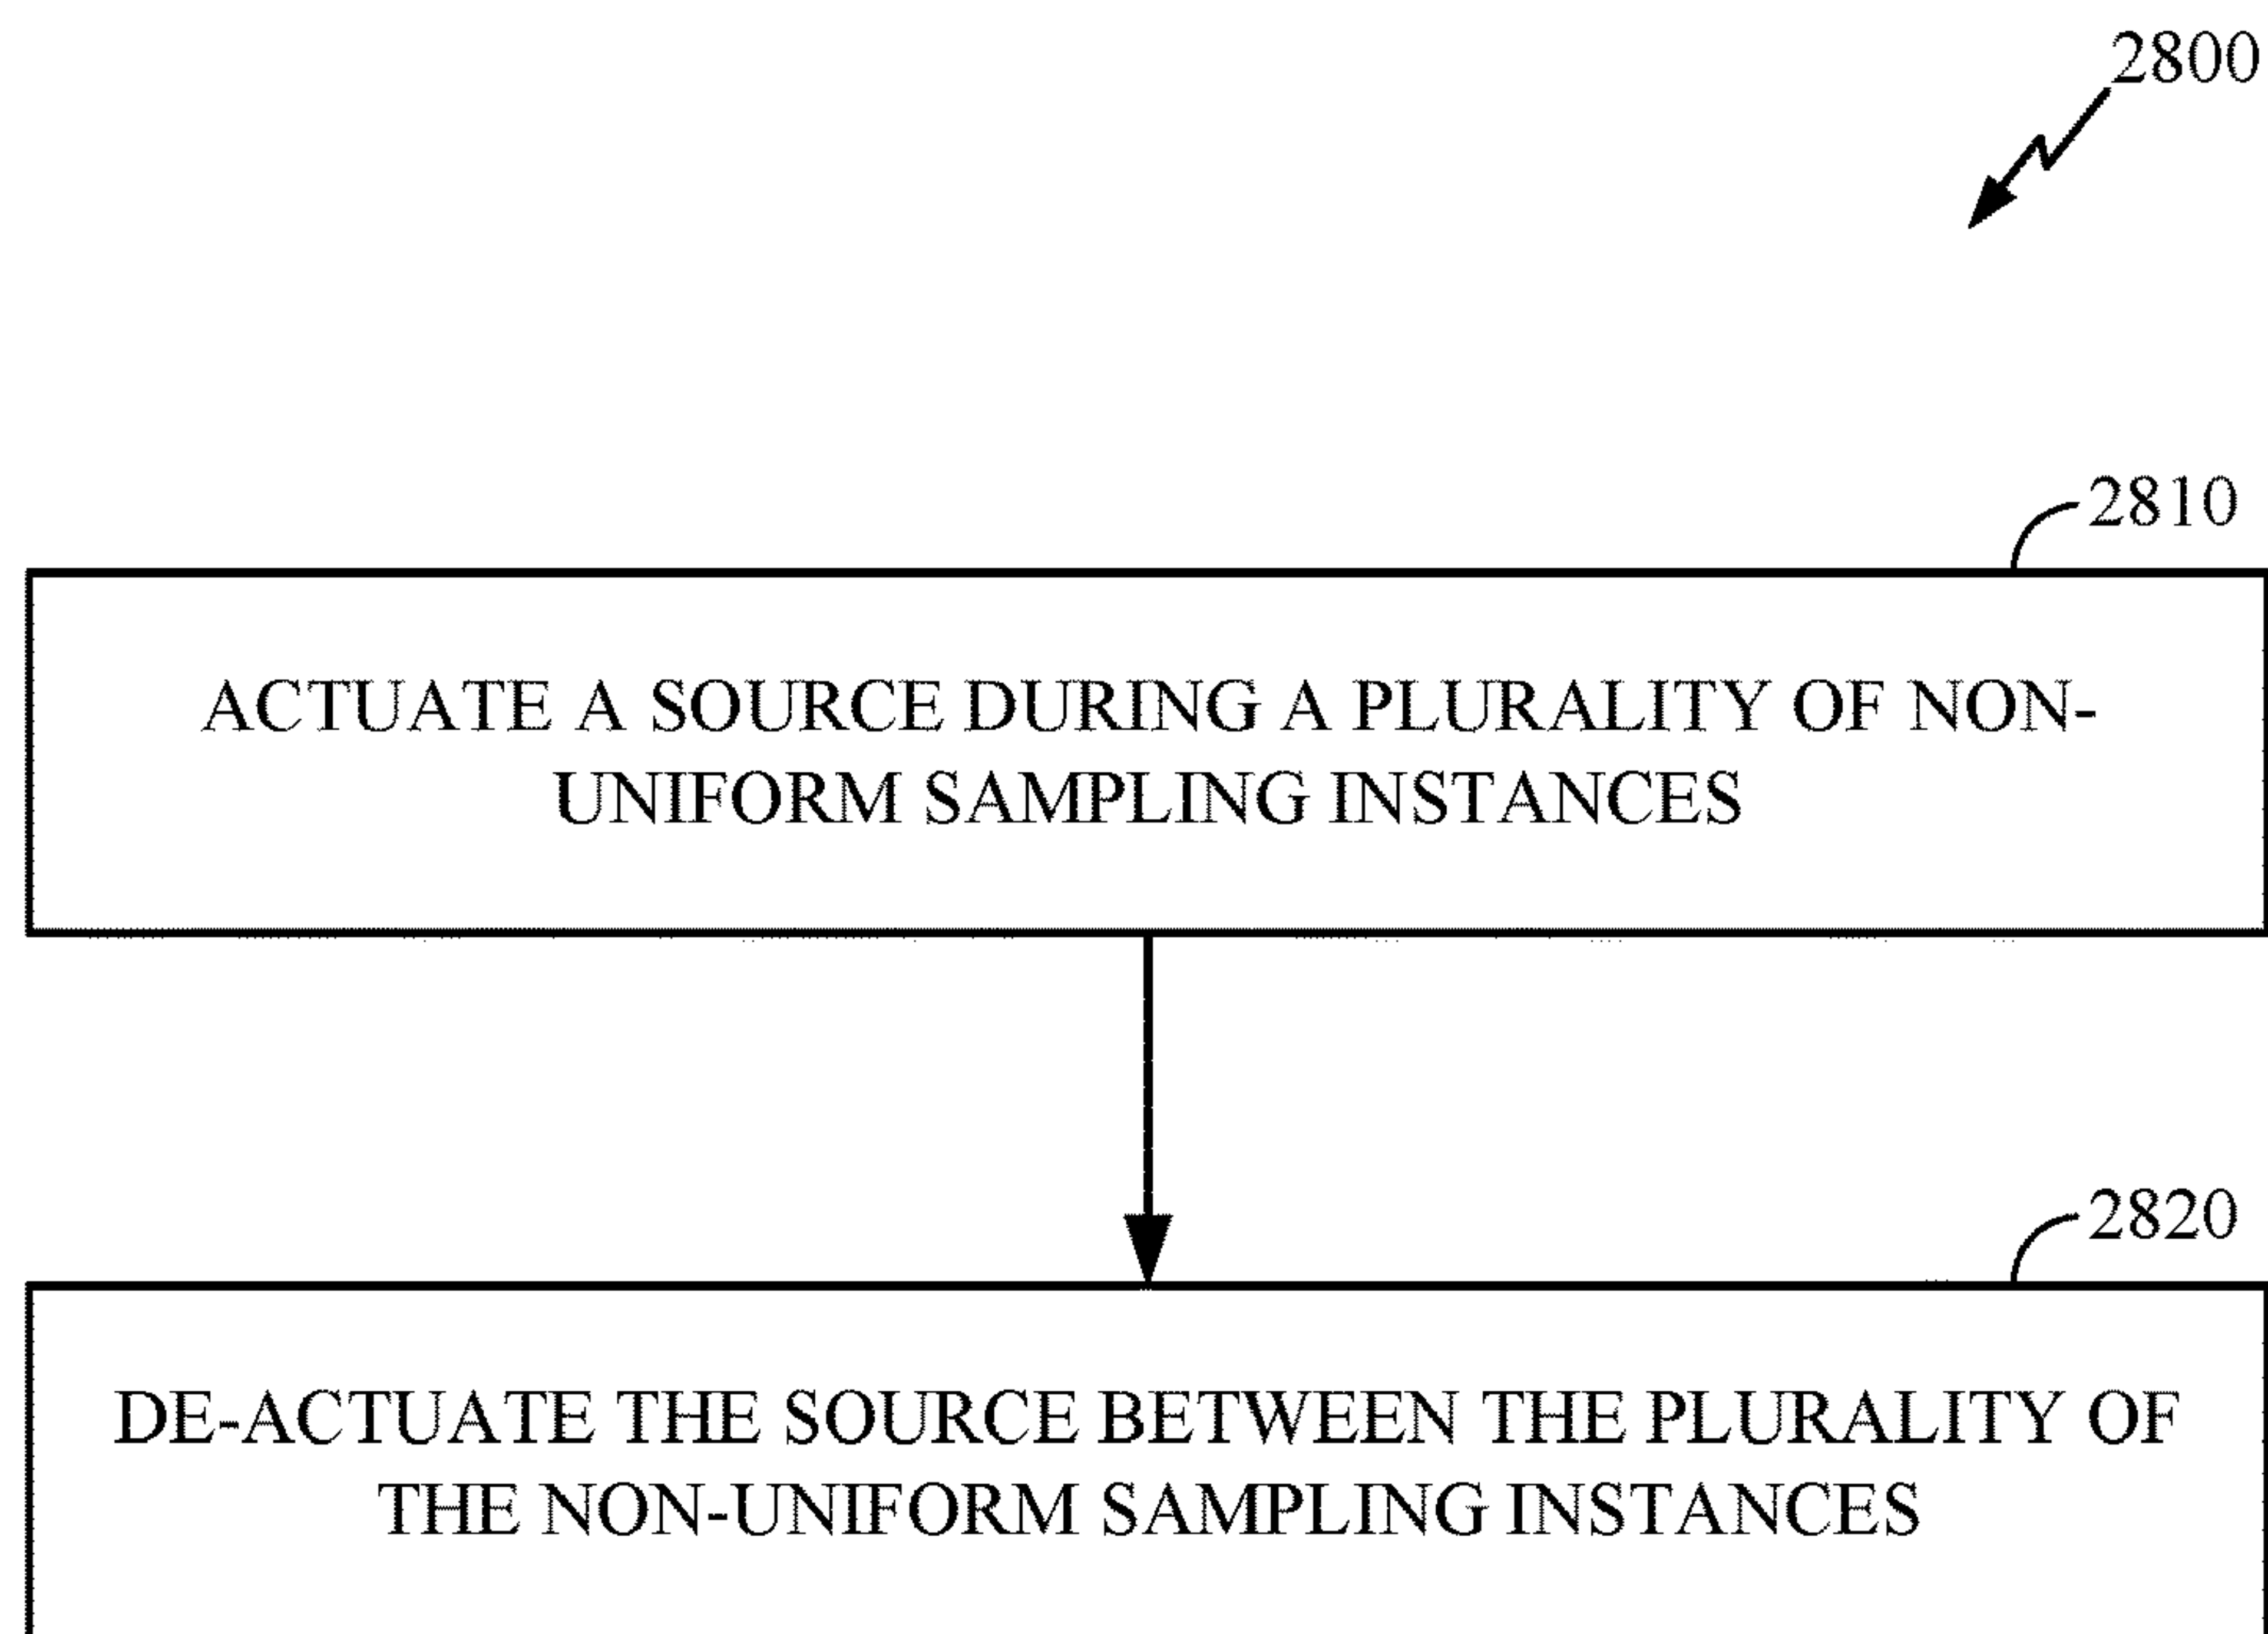 2800
2810
ACTUATE A SOURCE DURING A PLURALITY OF NON-
UNIFORM SAMPLING INSTANCES
2820
DE-ACTUATE THE SOURCE BETWEEN THE PLURALITY OF
THE NON-UNIFORM SAMPLING INSTANCES